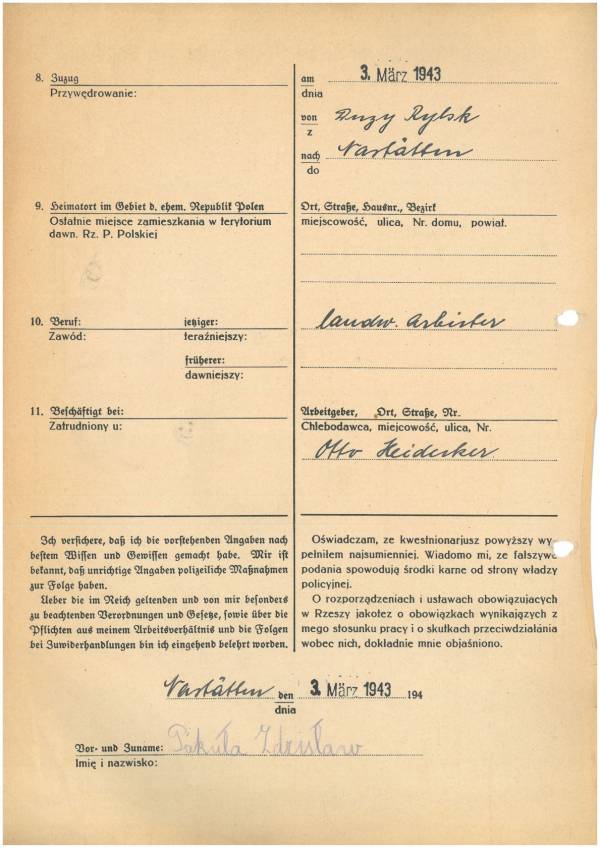 8. Zuzug
Przywędrowanie:
am 3. März 1943
dnia
von Duzy Rylsk
z
nach Nastätten
do
9. Heimatort im Gebiet d. ehem. Republik Polen
Ostatnie miejsce zamieszkania w terytorium
dawn. Rz. P. Polskiej
Ort, Straße, Hausnr., Bezirk
miejscowość, ulica, Nr. domu, powiat.
10. Beruf: jetziger:
Zawód: teraźniejszy:
landw. Arbeiter
früherer:
dawniejszy:
11. Beschäftigt bei:
Zatrudniony u:
Arbeitgeber, Ort, Straße, Nr.
Chlebodawca, miejcowość, ulica, Nr.
Otto Heidecker
Ich versichere, daß ich die vorstehenden Angaben nach
bestem Wissen und Gewissen gemacht habe. Mir ist
bekannt, daß unrichtige Angaben polizeiliche Maßnahmen
zur Folge haben.
Ueber die im Reich geltenden und von mir besonders
zu beachtenden Verordnungen und Gesetze, sowie über die
Pflichten aus meinem Arbeitsverhältnis und die Folgen
bei Zuwiderhandlungen bin ich eingehend belehrt worden.
Oświadczam, ze kwestjonarjusz powyższy wy-
pełniłem najsumienniej. Wiadomo mi, ze fałszywe
podania spowodują środki karne od strony władzy
policyjnej.
O rozporządzeniach i ustawach obowiązujących
w Rzeszy jakotez o obowiązkach wynikających z
mego stosunku pracy i o skutkach przeciwdziałánia
wobec nich, dokładnie mnie objaśniono.
Nastätten den 3. März 1943 194
dnia
Vor- und Zuname: Pakuła Zdzisław
Imię i nazwisko: